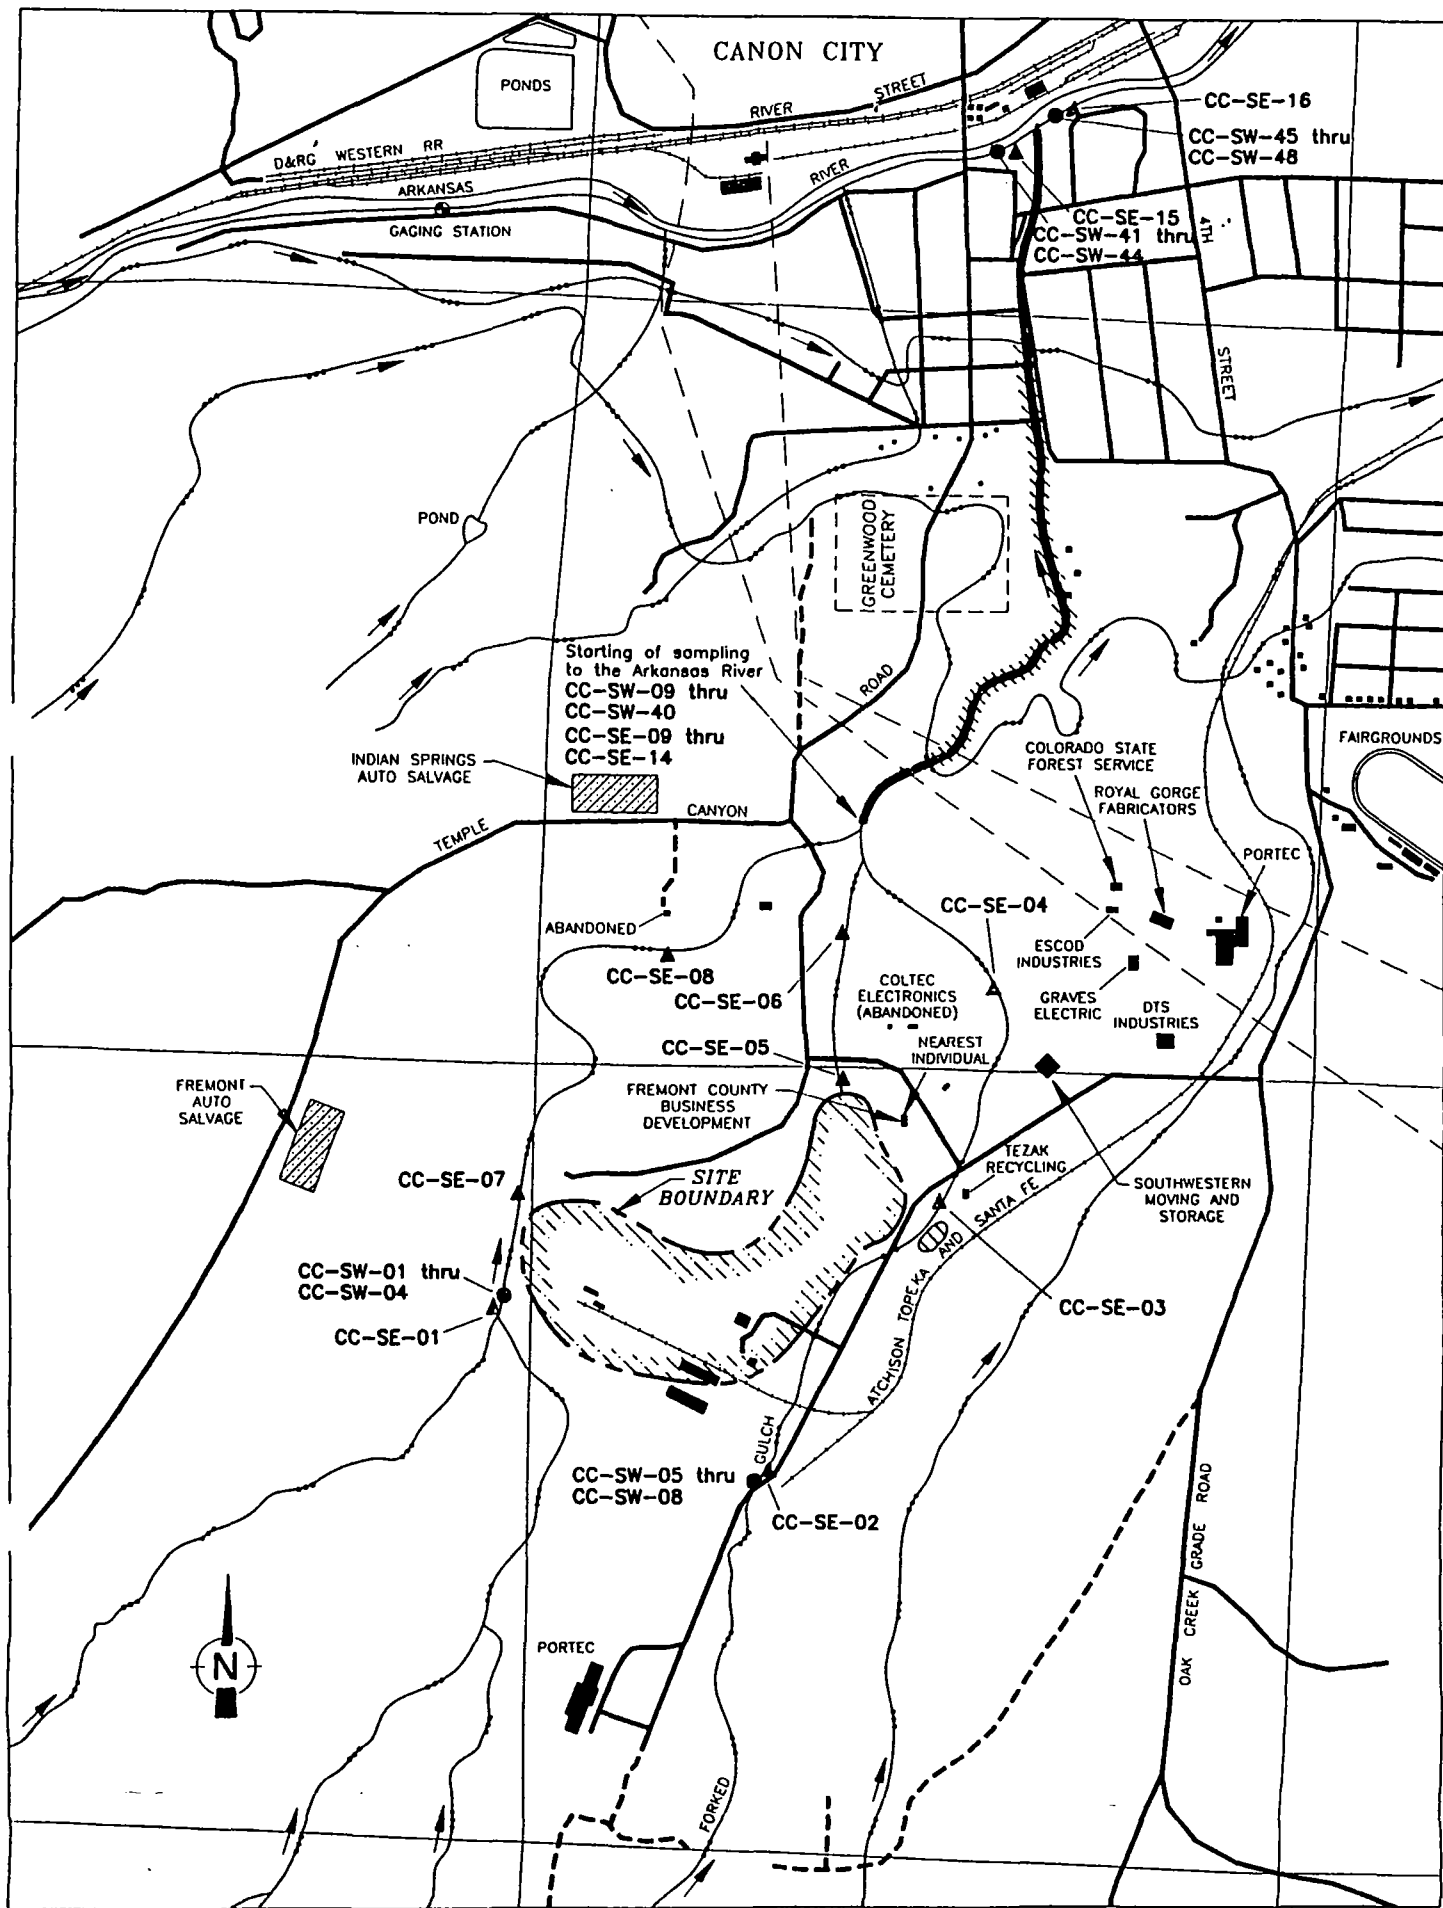 CANON CITY
PONDS
RIVER
STREET
D&RG WESTERN RR
ARKANSAS
RIVER
GAGING STATION
CC-SE-16
CC-SW-45 thru
CC-SW-48
CC-SE-15
CC-SW-41 thru
CC-SW-44
4TH
STREET
POND
GREENWOOD
CEMETERY
Starting of sampling
to the Arkansas River
CC-SW-09 thru
CC-SW-40
CC-SE-09 thru
CC-SE-14
ROAD
INDIAN SPRINGS
AUTO SALVAGE
CANYON
TEMPLE
COLORADO STATE
FOREST SERVICE
ROYAL GORGE
FABRICATORS
FAIRGROUNDS
PORTEC
ABANDONED
CC-SE-04
CC-SE-08
CC-SE-06
ESCOD
INDUSTRIES
COLTEC
ELECTRONICS
(ABANDONED)
GRAVES
ELECTRIC
DTS
INDUSTRIES
CC-SE-05
NEAREST
INDIVIDUAL
FREMONT
AUTO
SALVAGE
FREMONT COUNTY
BUSINESS
DEVELOPMENT
TEZAK
RECYCLING
CC-SE-07
SITE
BOUNDARY
SOUTHWESTERN
MOVING AND
STORAGE
ATCHISON TOPEKA AND SANTA FE
CC-SW-01 thru
CC-SW-04
CC-SE-03
CC-SE-01
GULCH
CC-SW-05 thru
CC-SW-08
CC-SE-02
OAK CREEK GRADE ROAD
PORTEC
N
FORKED